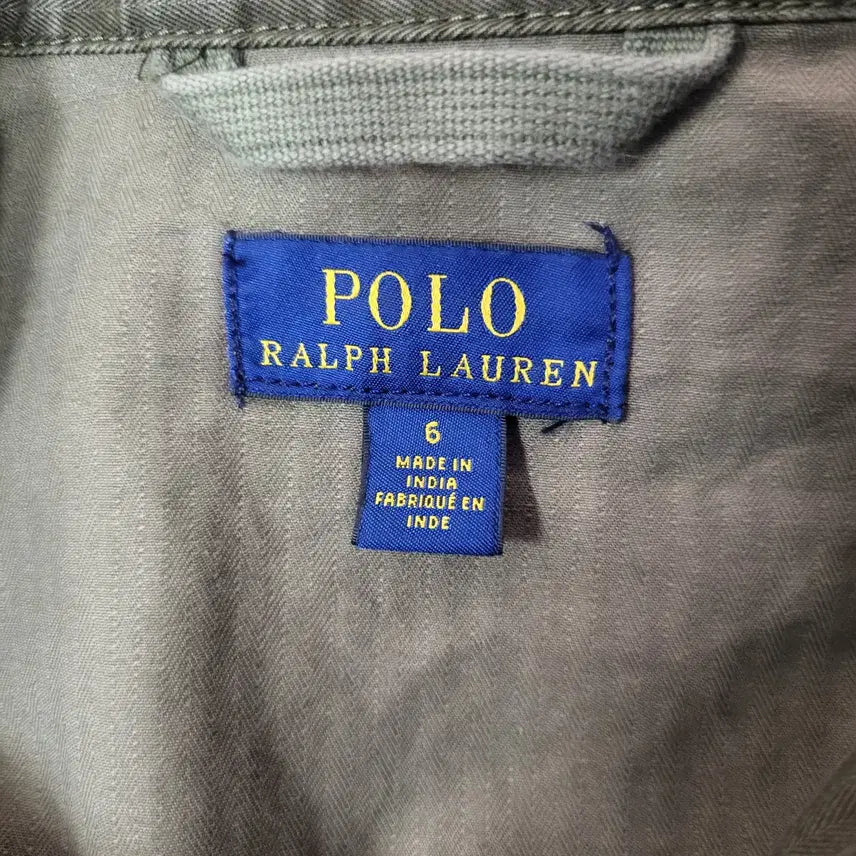 POLO
RALPH LAUREN
6
MADE IN
INDIA
FABRIQUÉ EN
INDE